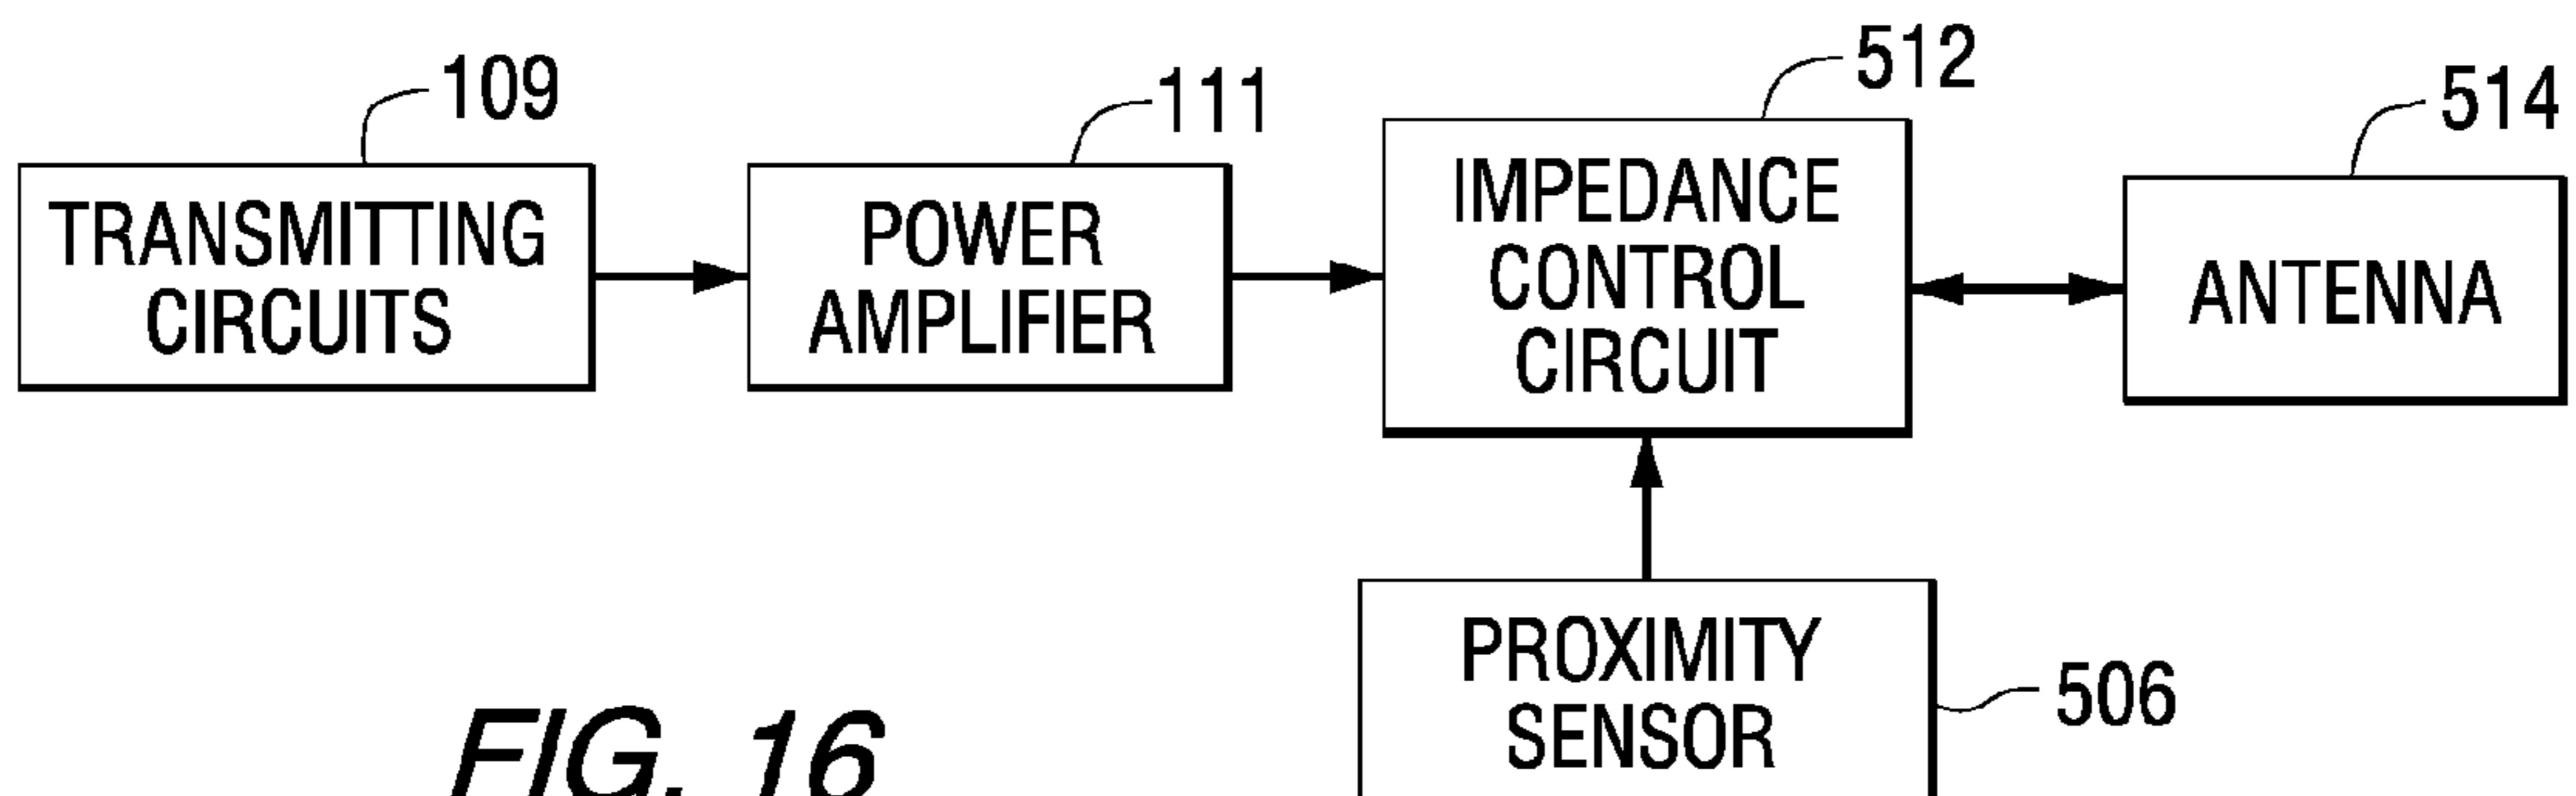 109
111
512
514
TRANSMITTING
CIRCUITS
POWER
AMPLIFIER
IMPEDANCE
CONTROL
CIRCUIT
ANTENNA
PROXIMITY
SENSOR
506
FIG. 16